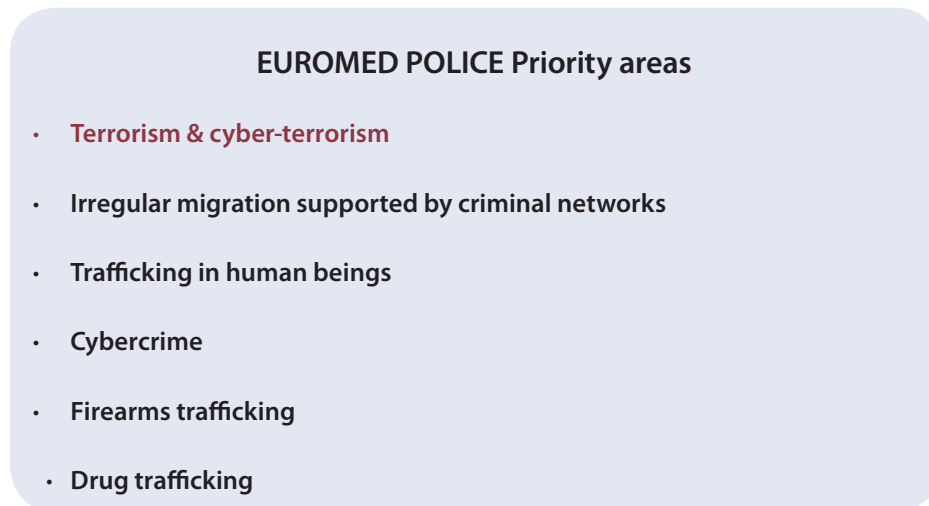 EUROMED POLICE Priority areas
• Terrorism & cyber-terrorism
• Irregular migration supported by criminal networks
• Trafficking in human beings
• Cybercrime
• Firearms trafficking
• Drug trafficking